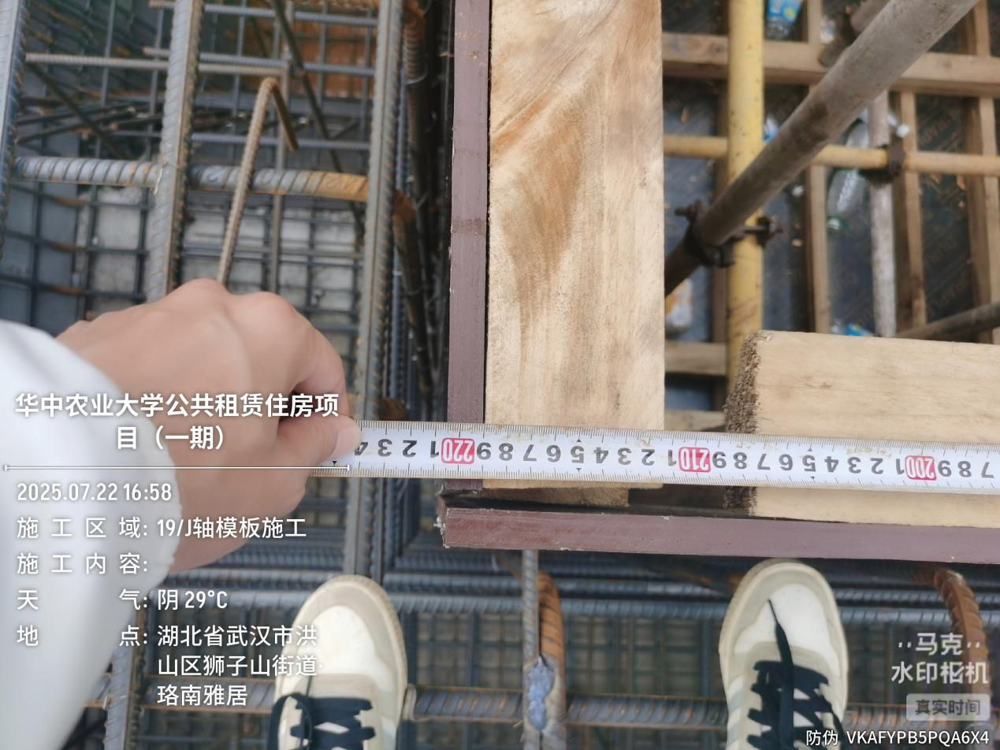 华中农业大学公共租赁住房项
目（一期）
2025.07.22 16:58
施工区域: 19/J轴模板施工
施工内容:
天气: 阴 29°C
地点: 湖北省武汉市洪
山区狮子山街道·
珞南雅居
4 3 2 1 220 9 8 7 6 5 4 3 2 1 210 9 8 7 6 5 4 3 2 1 200 9 8 7
马克
水印相机
真实时间
防伪 VKAFYPB5PQA6X4